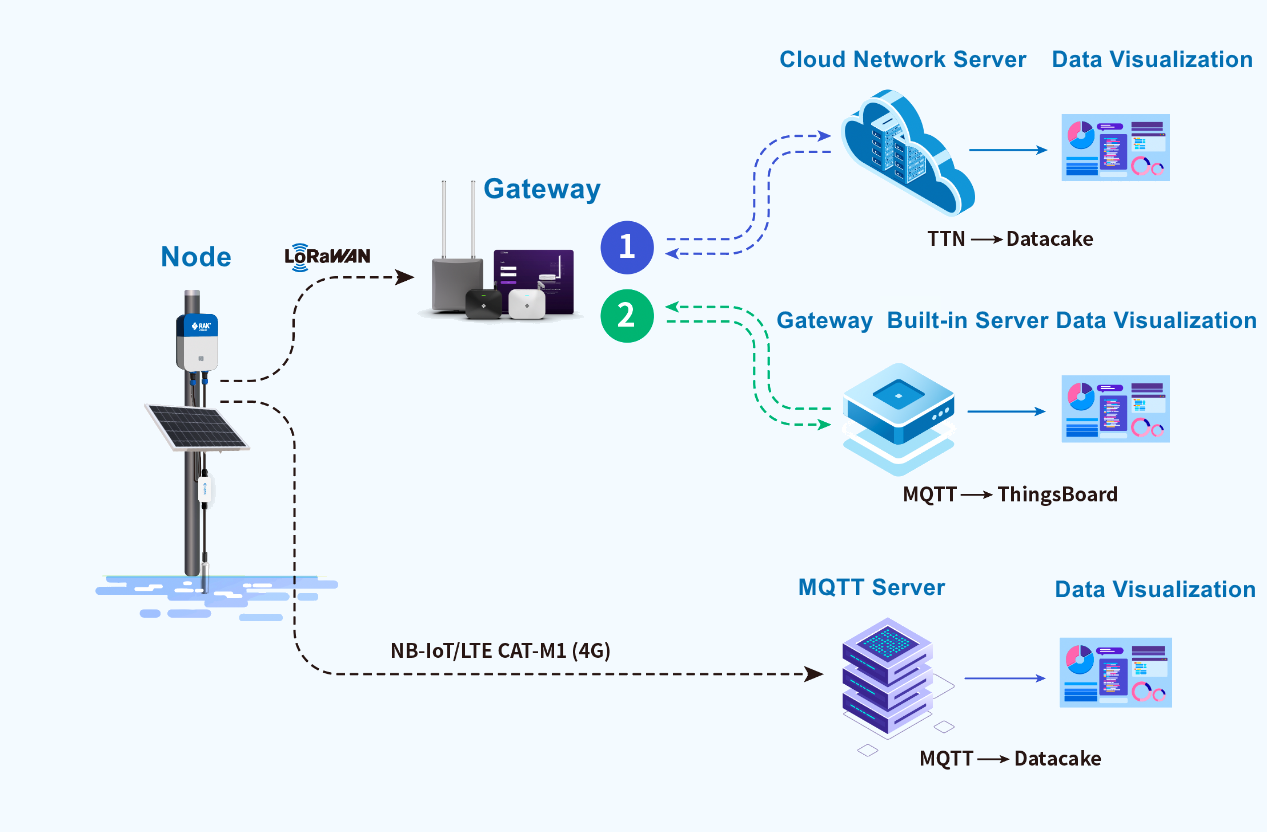 Cloud Network Server Data Visualization
Gateway
1
TTN → Datacake
Node
LoRaWAN
RAK
2
Gateway Built-in Server Data Visualization
MQTT → ThingsBoard
MQTT Server
Data Visualization
NB-IoT/LTE CAT-M1 (4G)
MQTT → Datacake